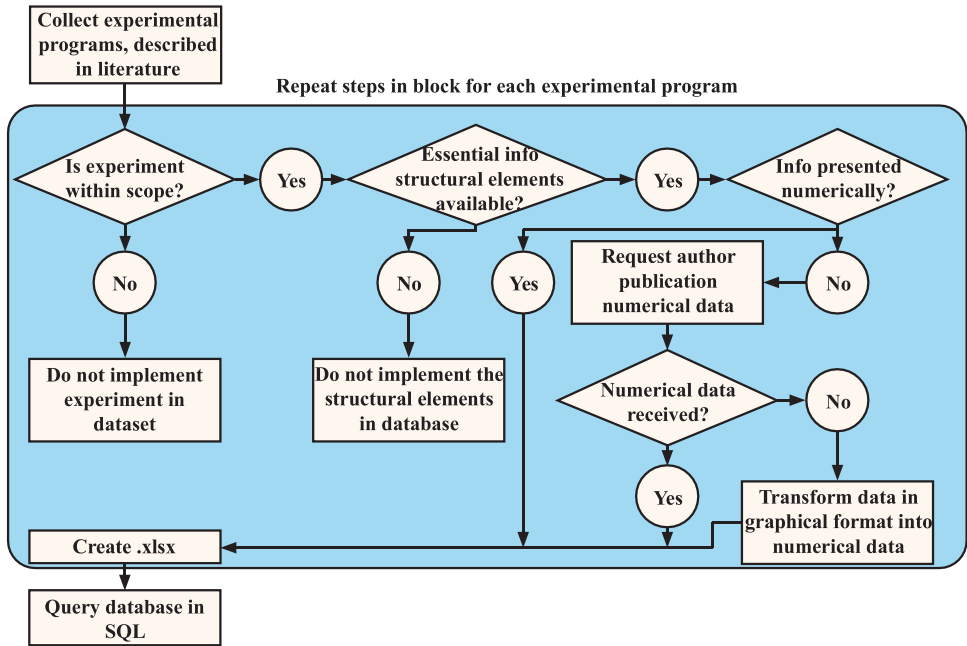 Collect experimental
programs, described
in literature
Repeat steps in block for each experimental program
Is experiment
within scope?
Yes
Essential info
structural elements
available?
Yes
Info presented
numerically?
No
Do not implement
experiment in
dataset
No
Do not implement the
structural elements
in database
Yes
Request author
publication
numerical data
No
Numerical data
received?
No
Yes
Transform data in
graphical format into
numerical data
Create .xlsx
Query database in
SQL